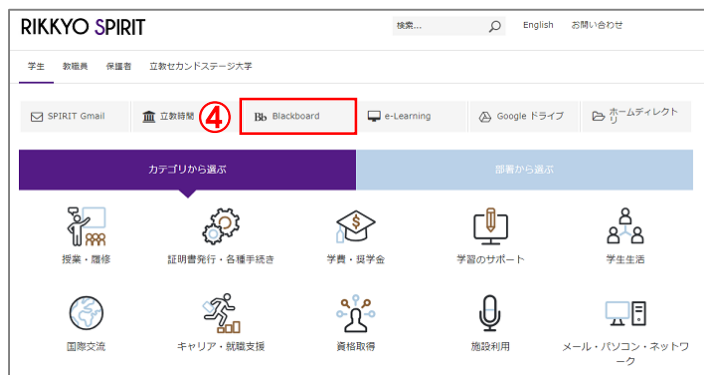 RIKKYO SPIRIT
検索...
English
お問い合わせ
学生 教職員 保護者 立教セカンドステージ大学
SPIRIT Gmail
立教時間
④
Bb Blackboard
e-Learning
Google ドライブ
ホームディレクト
リ
カテゴリから選ぶ
部署から選ぶ
授業・履修
証明書発行・各種手続き
学費・奨学金
学習のサポート
学生生活
国際交流
キャリア・就職支援
資格取得
施設利用
メール・パソコン・ネットワ
ーク